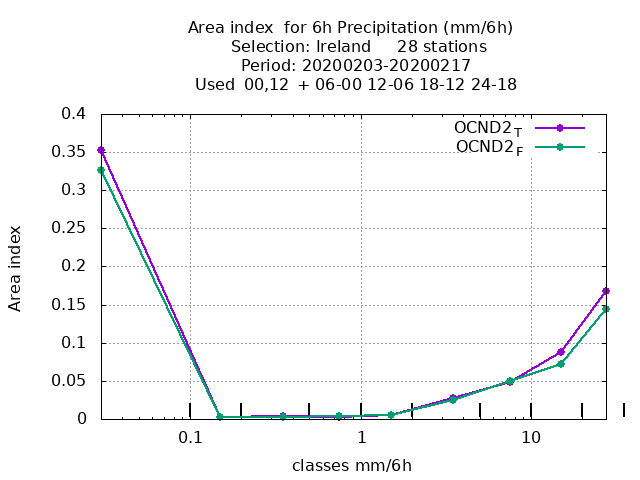 Area index  for 6h Precipitation (mm/6h)
Selection: Ireland     28 stations
Period: 20200203-20200217
Used  00,12  + 06-00 12-06 18-12 24-18
0.4
0.35
0.3
0.25
0.2
0.15
0.1
0.05
0
Area index
OCND2T
OCND2F
0.1
1
10
classes mm/6h